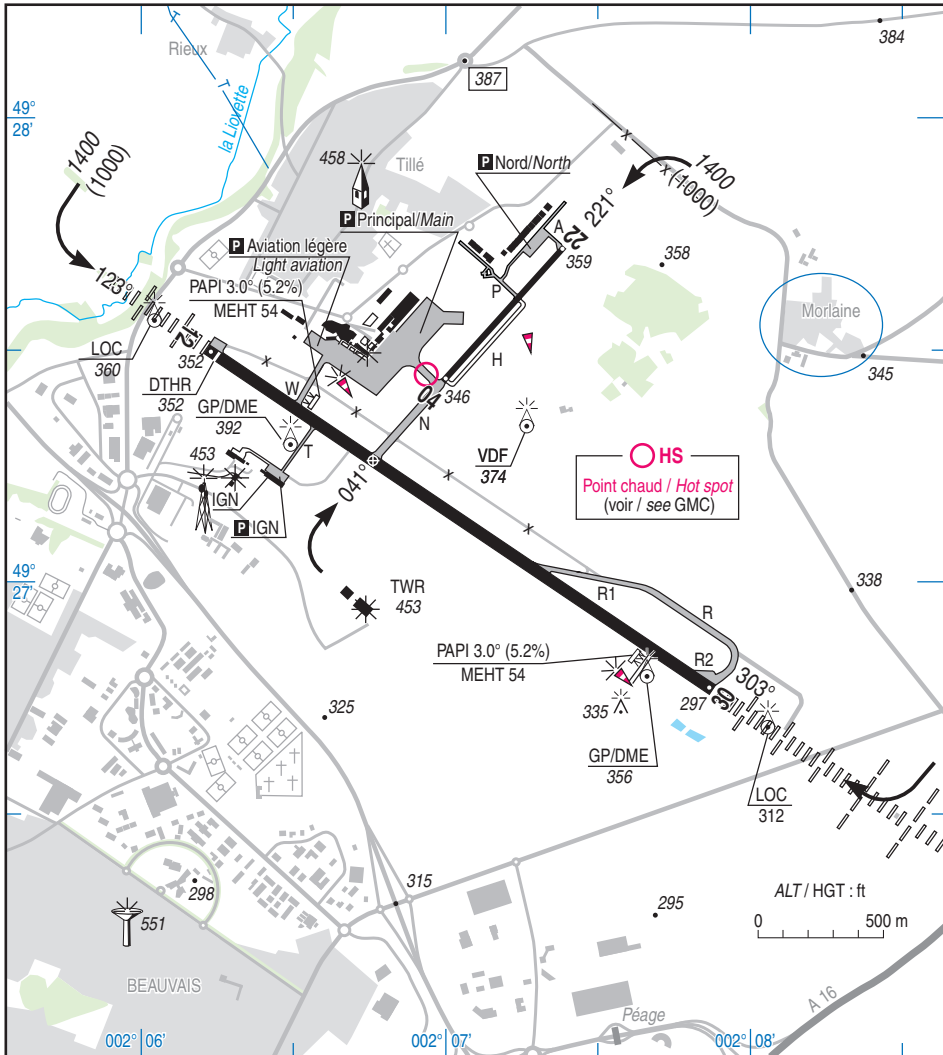 Rieux
384
387
49°
28'
la Liovette
1400
(1000)
458
Tillé
P Nord/North
1400
(1000)
P Principal/Main
A
22
221°
359
358
P Aviation légère
Light aviation
P
123°
PAPI 3.0° (5.2%)
MEHT 54
Morlaine
LOC
360
12
352
H
345
DTHR
352
W
04
346
GP/DME
392
N
VDF
374
HS
Point chaud / Hot spot
(voir / see GMC)
453
T
041°
IGN
P IGN
49°
27'
TWR
453
338
R1
R
PAPI 3.0° (5.2%)
MEHT 54
R2
303°
297
30
325
335
GP/DME
356
LOC
312
315
298
295
ALT / HGT : ft
0
500 m
551
BEAUVAIS
A 16
Péage
002° 06'
002° 07'
002° 08'